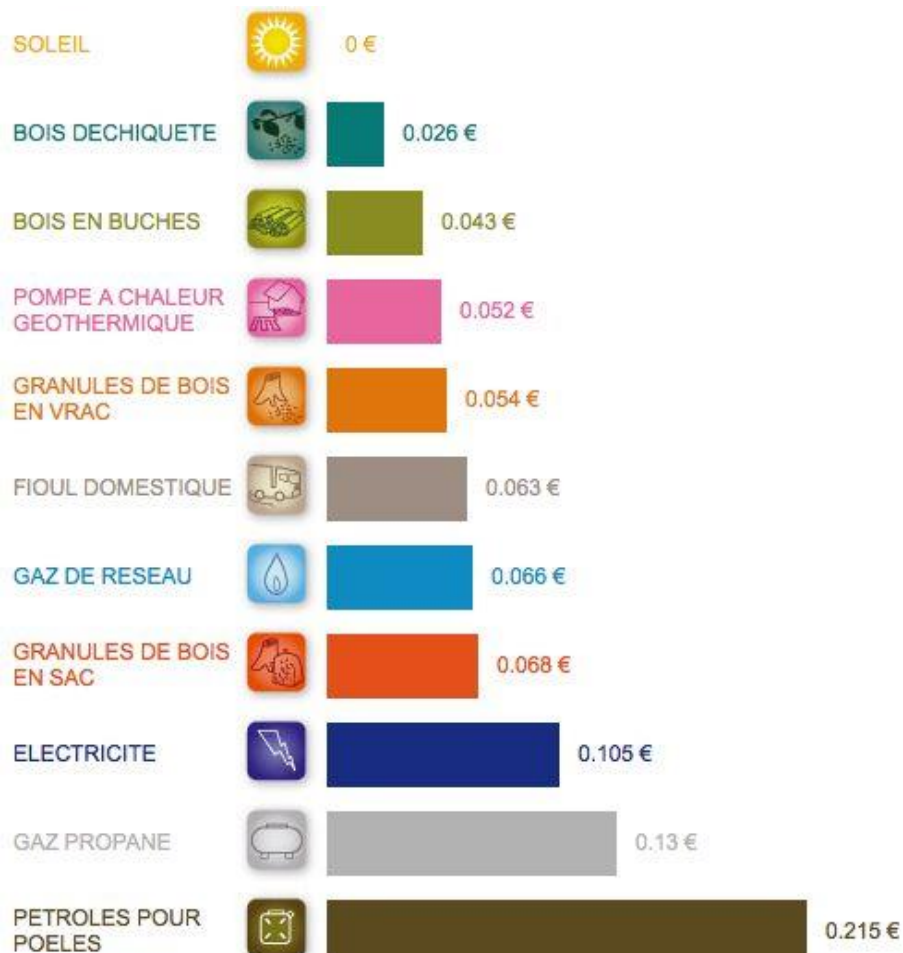 SOLEIL 0 €
BOIS DECHIQUETE 0.026 €
BOIS EN BUCHES 0.043 €
POMPE A CHALEUR
GEOTHERMIQUE 0.052 €
GRANULES DE BOIS
EN VRAC 0.054 €
FIOUL DOMESTIQUE 0.063 €
GAZ DE RESEAU 0.066 €
GRANULES DE BOIS
EN SAC 0.068 €
ELECTRICITE 0.105 €
GAZ PROPANE 0.13 €
PETROLES POUR
POELES 0.215 €